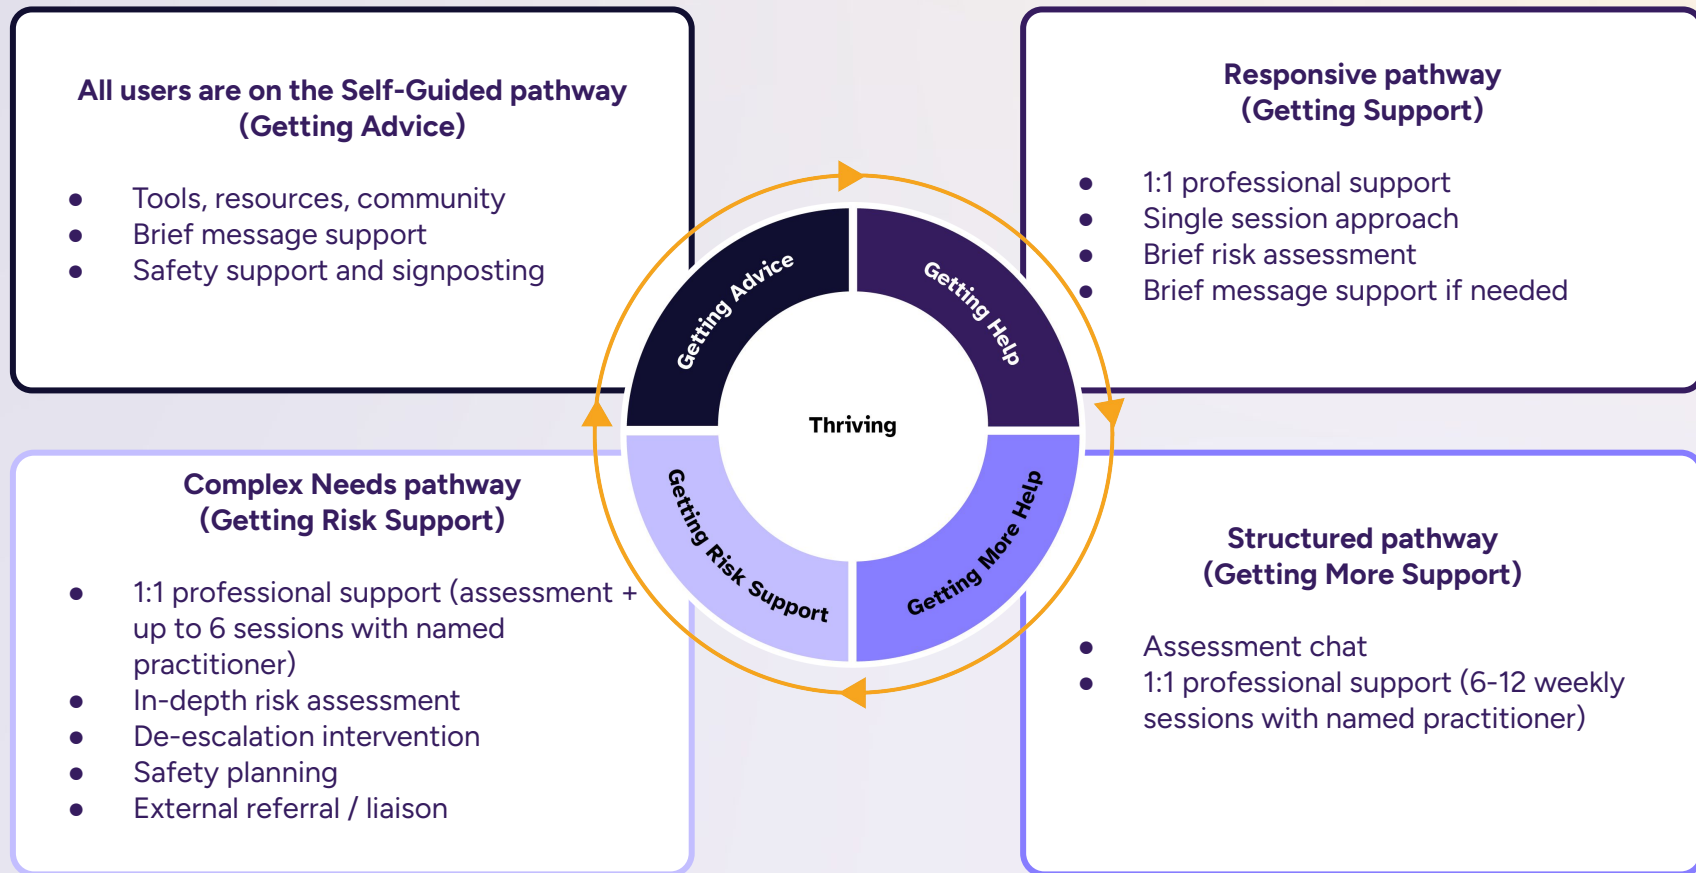 All users are on the Self-Guided pathway
(Getting Advice)
● Tools, resources, community
● Brief message support
● Safety support and signposting
Responsive pathway
(Getting Support)
● 1:1 professional support
● Single session approach
● Brief risk assessment
● Brief message support if needed
Getting Advice
Getting Help
Thriving
Getting Risk Support
Getting More Help
Complex Needs pathway
(Getting Risk Support)
● 1:1 professional support (assessment +
up to 6 sessions with named
practitioner)
● In-depth risk assessment
● De-escalation intervention
● Safety planning
● External referral / liaison
Structured pathway
(Getting More Support)
● Assessment chat
● 1:1 professional support (6-12 weekly
sessions with named practitioner)